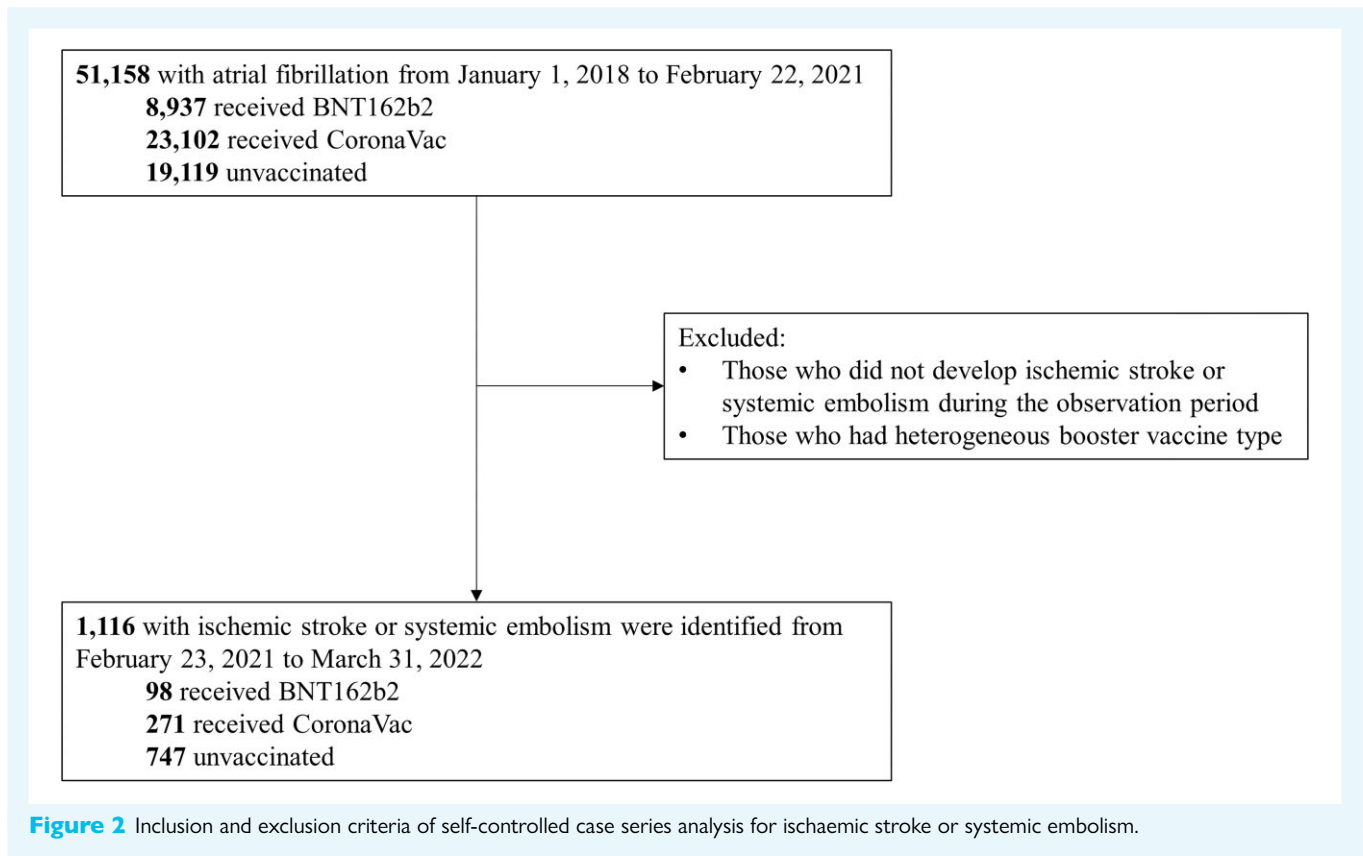 51,158 with atrial fibrillation from January 1, 2018 to February 22, 2021
8,937 received BNT162b2
23,102 received CoronaVac
19,119 unvaccinated
Excluded:
• Those who did not develop ischemic stroke or
systemic embolism during the observation period
• Those who had heterogeneous booster vaccine type
1,116 with ischemic stroke or systemic embolism were identified from
February 23, 2021 to March 31, 2022
98 received BNT162b2
271 received CoronaVac
747 unvaccinated
Figure 2 Inclusion and exclusion criteria of self-controlled case series analysis for ischaemic stroke or systemic embolism.